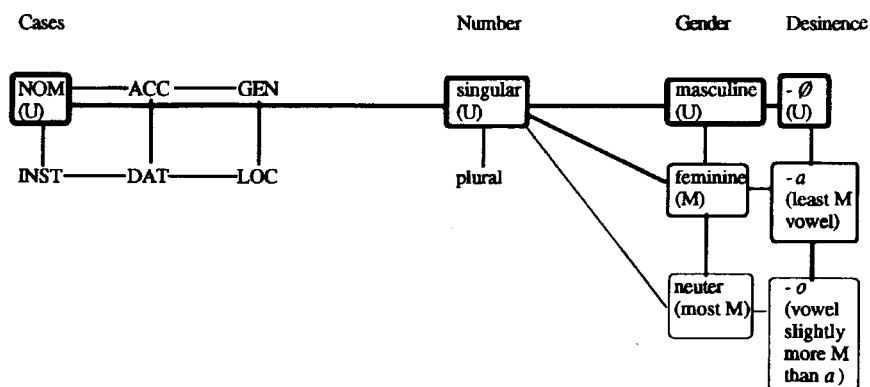 Cases Number Gender Desinence
NOM ACC GEN singular masculine - Ø
(U) (U) (U) (U)
INST DAT LOC plural feminine - a
(M) (least M
vowel)
neuter - o
(most M) (vowel
slightly
more M
than a )